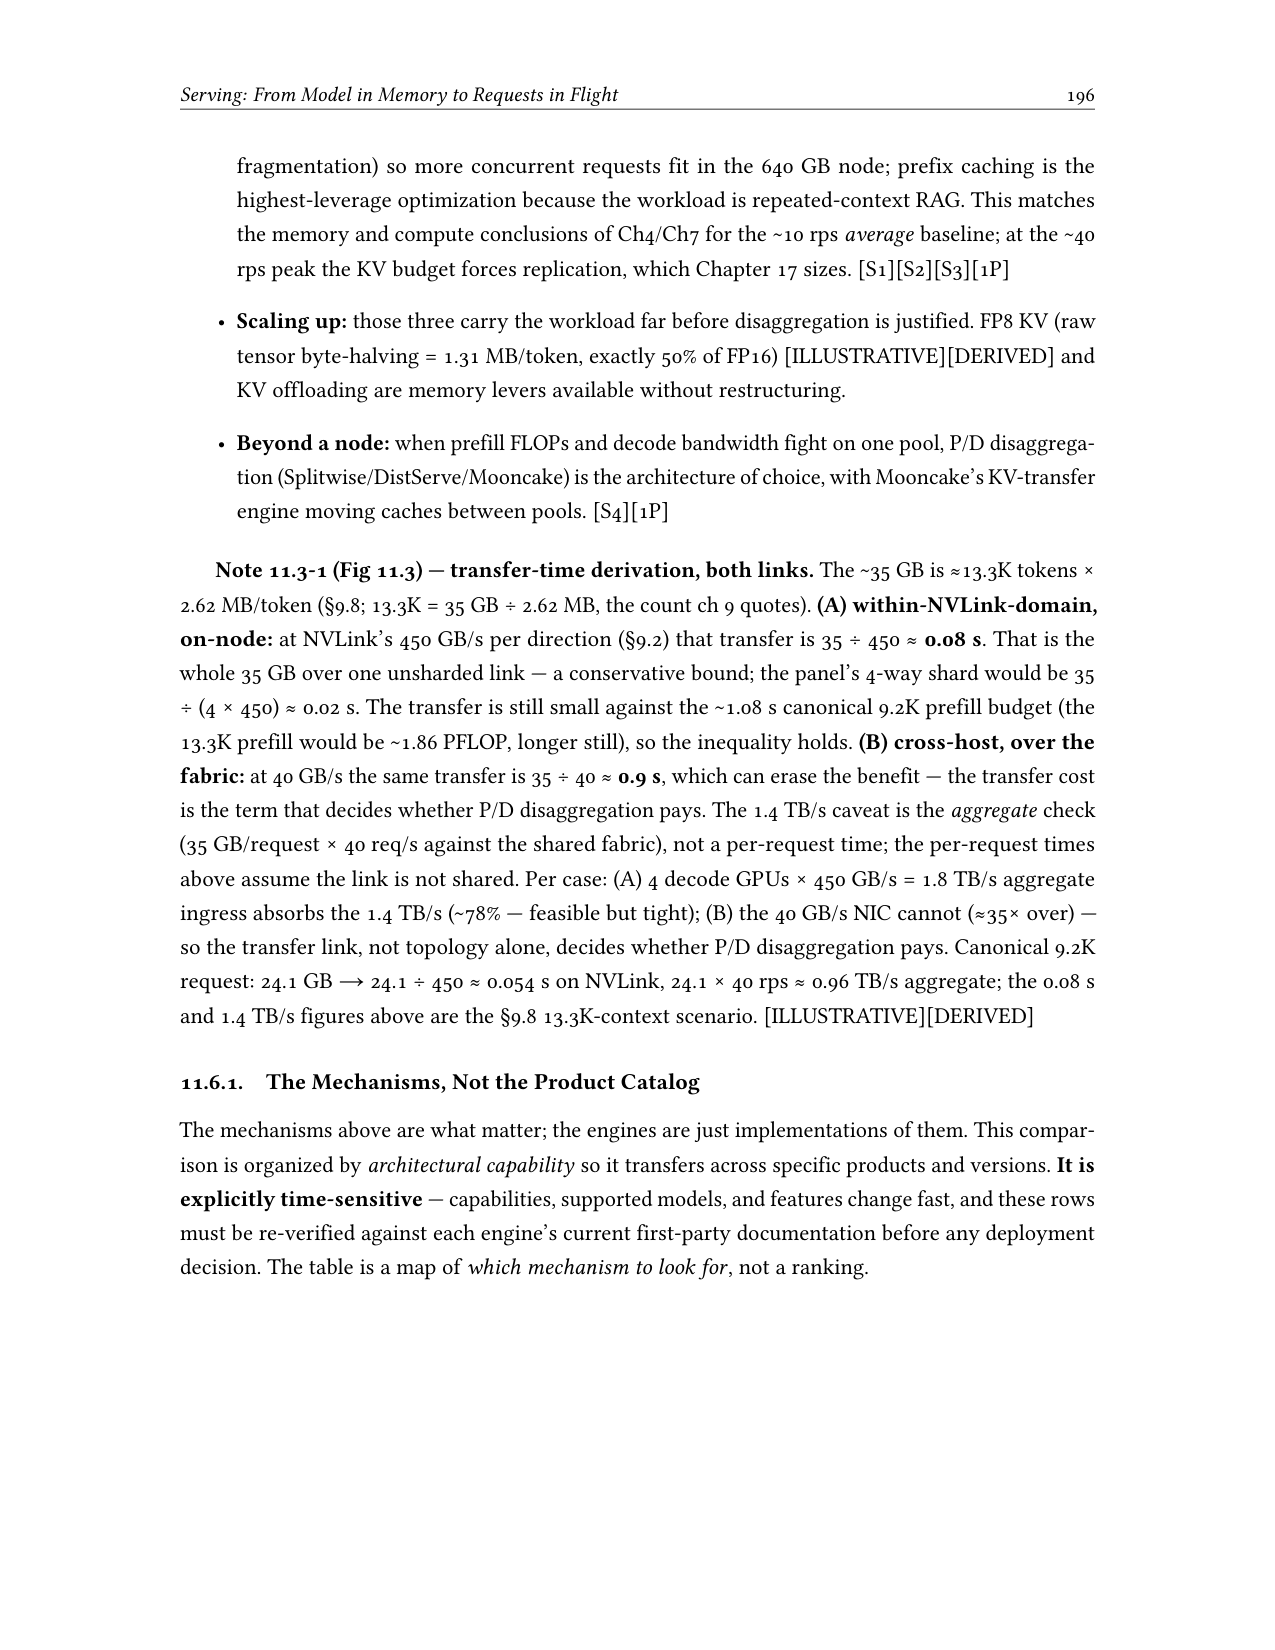 Serving: From Model in Memory to Requests in Flight 196
fragmentation) so more concurrent requests fit in the 640 GB node; prefix caching is the
highest-leverage optimization because the workload is repeated-context RAG. This matches
the memory and compute conclusions of Ch4/Ch7 for the ~10 rps average baseline; at the ~40
rps peak the KV budget forces replication, which Chapter 17 sizes. [S1][S2][S3][1P]
• Scaling up: those three carry the workload far before disaggregation is justified. FP8 KV (raw
tensor byte-halving = 1.31 MB/token, exactly 50% of FP16) [ILLUSTRATIVE][DERIVED] and
KV offloading are memory levers available without restructuring.
• Beyond a node: when prefill FLOPs and decode bandwidth fight on one pool, P/D disaggrega-
tion (Splitwise/DistServe/Mooncake) is the architecture of choice, with Mooncake's KV-transfer
engine moving caches between pools. [S4][1P]
Note 11.3-1 (Fig 11.3) — transfer-time derivation, both links. The ~35 GB is ≈13.3K tokens ×
2.62 MB/token (§9.8; 13.3K = 35 GB ÷ 2.62 MB, the count ch 9 quotes). (A) within-NVLink-domain,
on-node: at NVLink's 450 GB/s per direction (§9.2) that transfer is 35 ÷ 450 ≈ 0.08 s. That is the
whole 35 GB over one unsharded link — a conservative bound; the panel's 4-way shard would be 35
÷ (4 × 450) ≈ 0.02 s. The transfer is still small against the ~1.08 s canonical 9.2K prefill budget (the
13.3K prefill would be ~1.86 PFLOP, longer still), so the inequality holds. (B) cross-host, over the
fabric: at 40 GB/s the same transfer is 35 ÷ 40 ≈ 0.9 s, which can erase the benefit — the transfer cost
is the term that decides whether P/D disaggregation pays. The 1.4 TB/s caveat is the aggregate check
(35 GB/request × 40 req/s against the shared fabric), not a per-request time; the per-request times
above assume the link is not shared. Per case: (A) 4 decode GPUs × 450 GB/s = 1.8 TB/s aggregate
ingress absorbs the 1.4 TB/s (~78% — feasible but tight); (B) the 40 GB/s NIC cannot (≈35× over) —
so the transfer link, not topology alone, decides whether P/D disaggregation pays. Canonical 9.2K
request: 24.1 GB → 24.1 ÷ 450 ≈ 0.054 s on NVLink, 24.1 × 40 rps ≈ 0.96 TB/s aggregate; the 0.08 s
and 1.4 TB/s figures above are the §9.8 13.3K-context scenario. [ILLUSTRATIVE][DERIVED]
11.6.1. The Mechanisms, Not the Product Catalog
The mechanisms above are what matter; the engines are just implementations of them. This compar-
ison is organized by architectural capability so it transfers across specific products and versions. It is
explicitly time-sensitive — capabilities, supported models, and features change fast, and these rows
must be re-verified against each engine's current first-party documentation before any deployment
decision. The table is a map of which mechanism to look for, not a ranking.